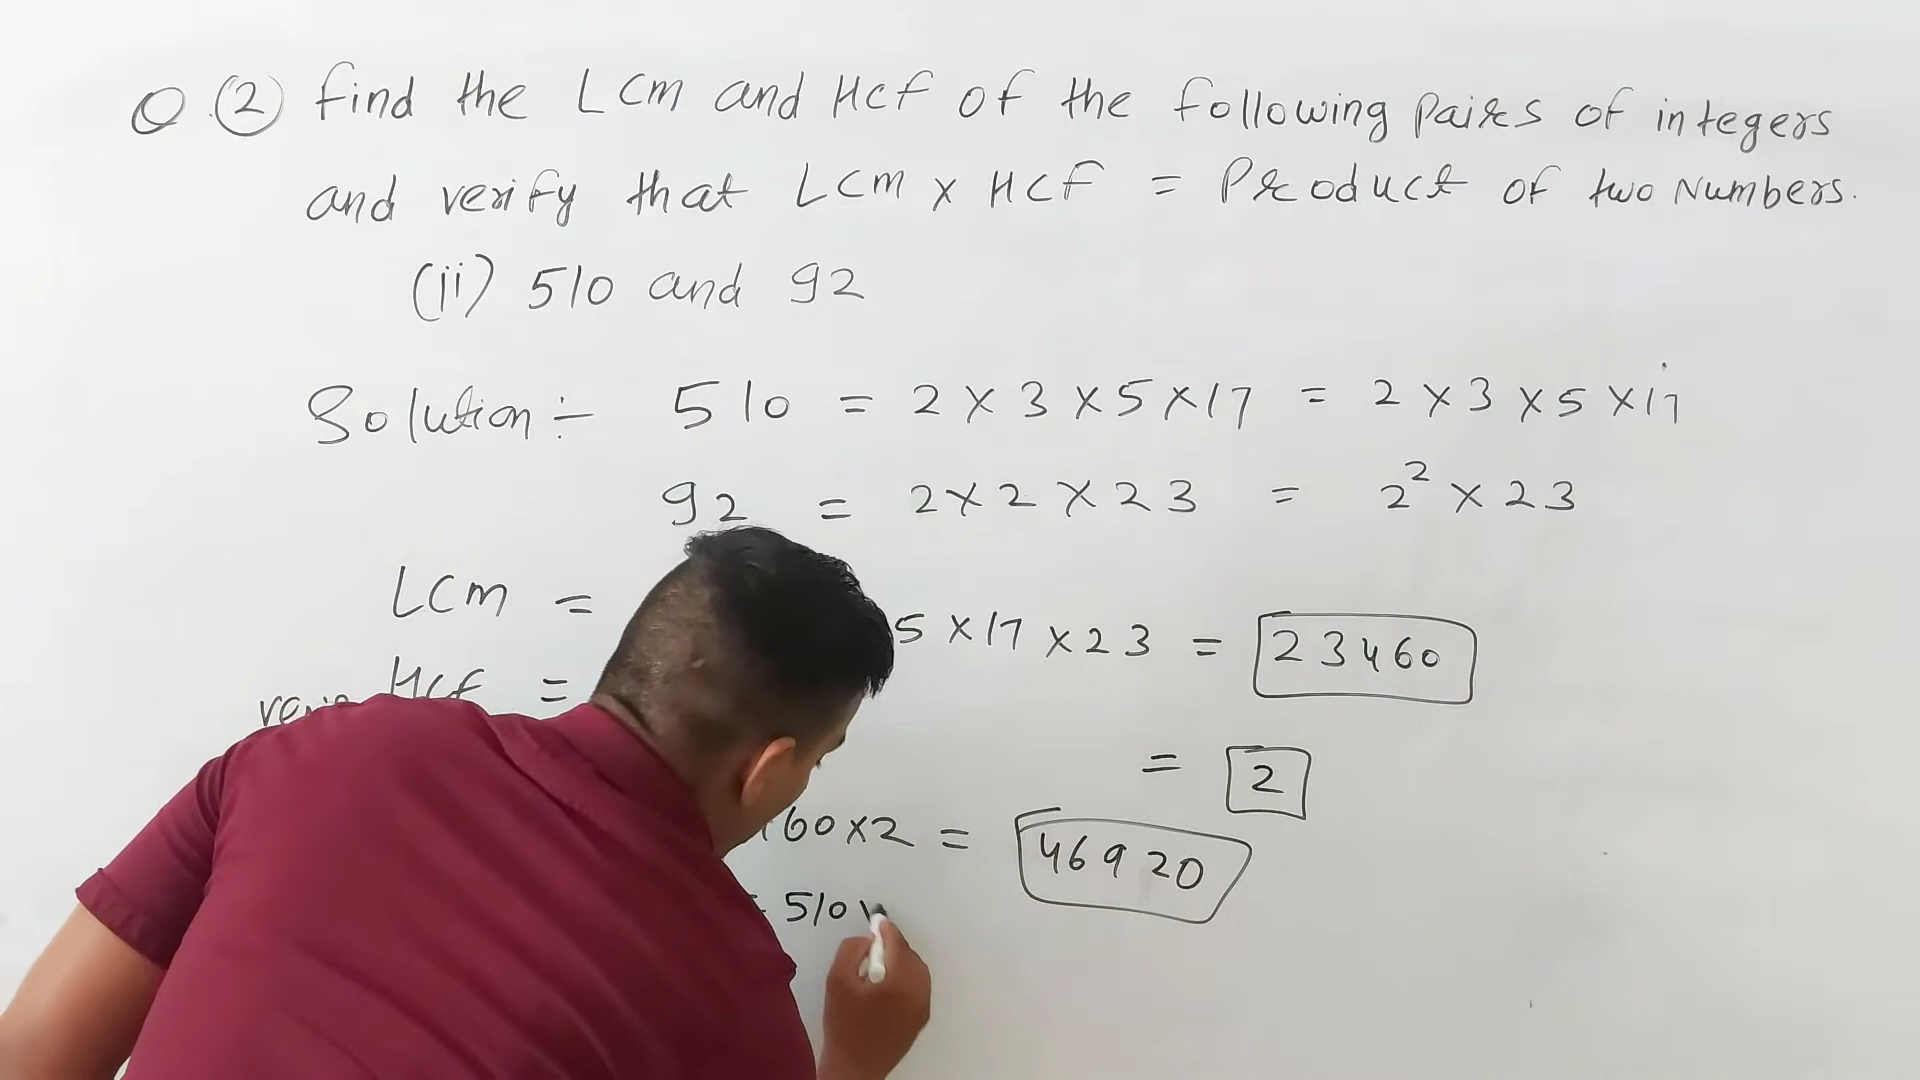 Q.(2) find the LCM and HCF of the following pairs of integers
and verify that LCM × HCF = Product of two Numbers.
(ii) 510 and 92
Solution ÷ 510 = 2 × 3 × 5 × 17 = 2 × 3 × 5 × 17
92 = 2 × 2 × 23 = 2² × 23
LCM = 5 × 17 × 23 = 23460
HCF = = 2
60 × 2 = 46920
510